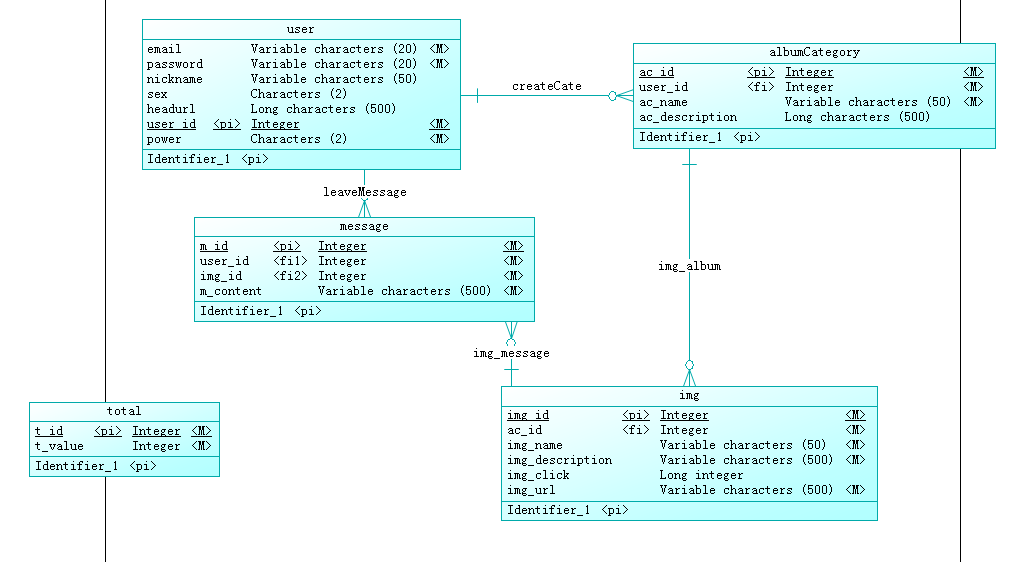 user
email Variable characters (20) <M>
password Variable characters (20) <M>
nickname Variable characters (50)
sex Characters (2)
headurl Long characters (500)
user_id <pi> Integer <M>
power Characters (2) <M>
Identifier_1 <pi>
createCate
albumCategory
ac_id <pi> Integer <M>
user_id <fi> Integer <M>
ac_name Variable characters (50) <M>
ac_description Long characters (500)
Identifier_1 <pi>
leaveMessage
message
m_id <pi> Integer <M>
user_id <fi1> Integer <M>
img_id <fi2> Integer <M>
m_content Variable characters (500) <M>
Identifier_1 <pi>
img_album
img_message
img
img_id <pi> Integer <M>
ac_id <fi> Integer <M>
img_name Variable characters (50) <M>
img_description Variable characters (500) <M>
img_click Long integer
img_url Variable characters (500) <M>
Identifier_1 <pi>
total
t_id <pi> Integer <M>
t_value Integer <M>
Identifier_1 <pi>